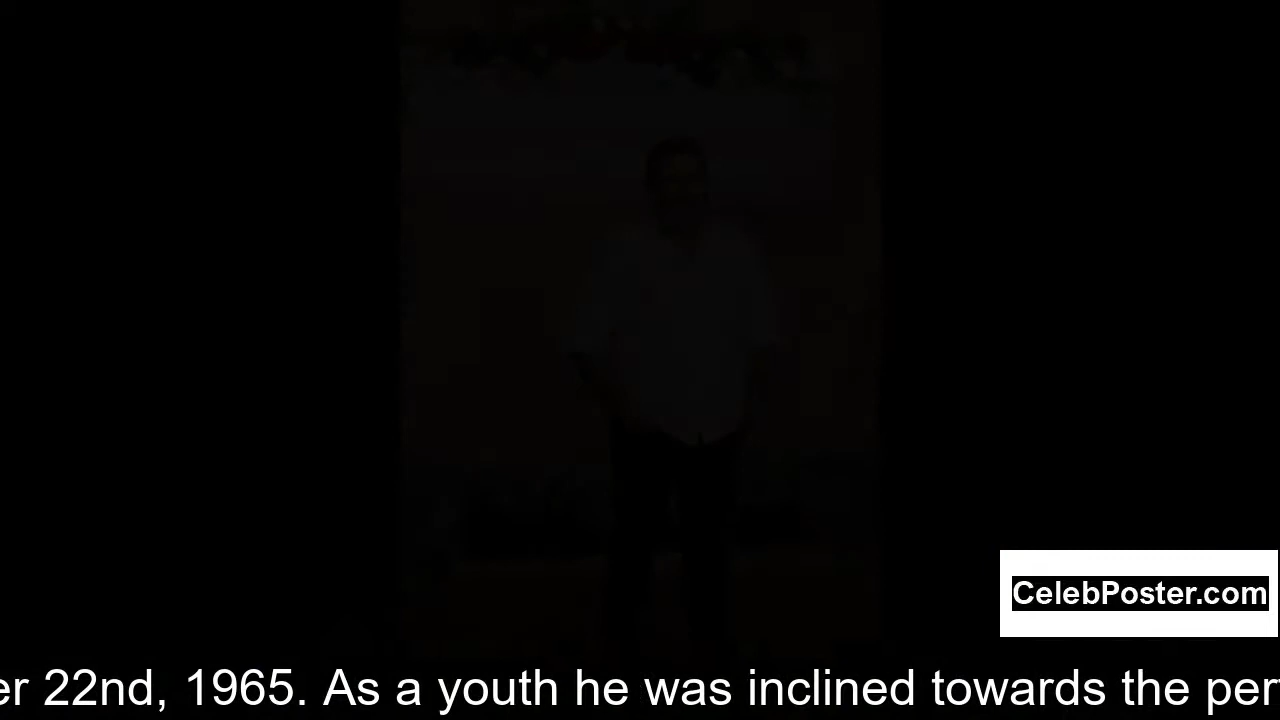 CelebPoster.com
er 22nd, 1965. As a youth he was inclined towards the per